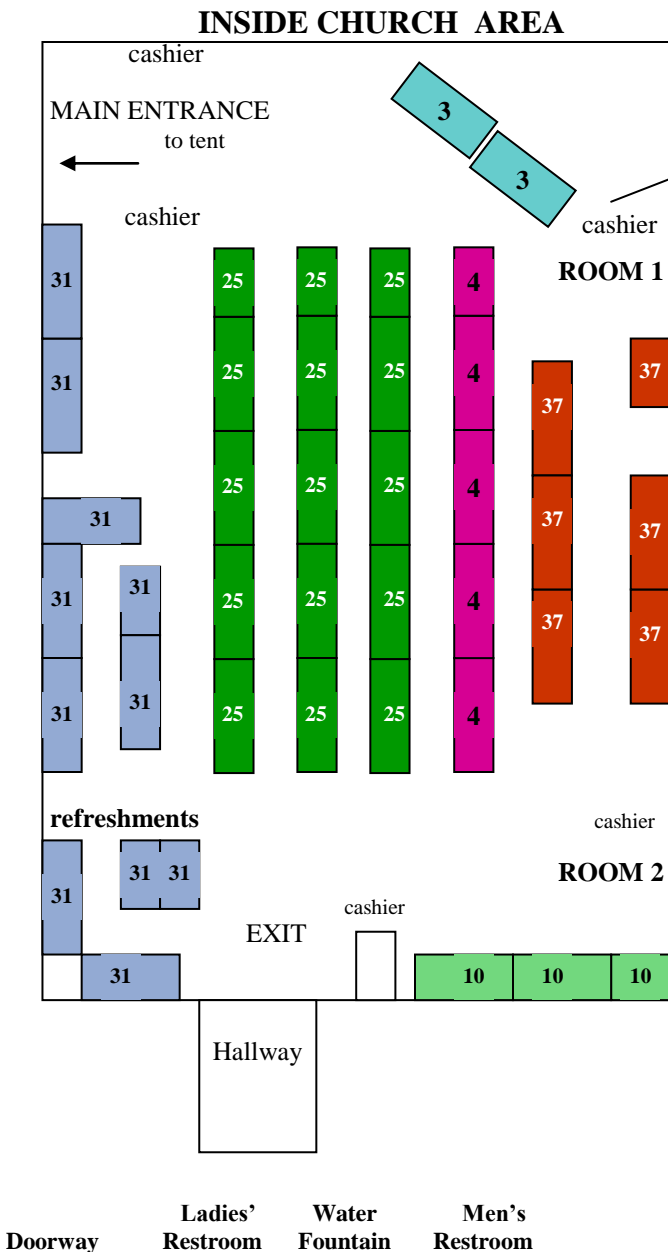 INSIDE CHURCH AREA
cashier
MAIN ENTRANCE
to tent
3
3
cashier
cashier
ROOM 1
31
25
25
25
4
31
25
25
25
4
37
37
31
25
25
25
4
37
37
31
31
25
25
25
4
37
37
31
31
25
25
25
4
refreshments
cashier
31
31
31
ROOM 2
cashier
EXIT
31
10
10
10
Hallway
Ladies' Water Men's
Doorway Restroom Fountain Restroom